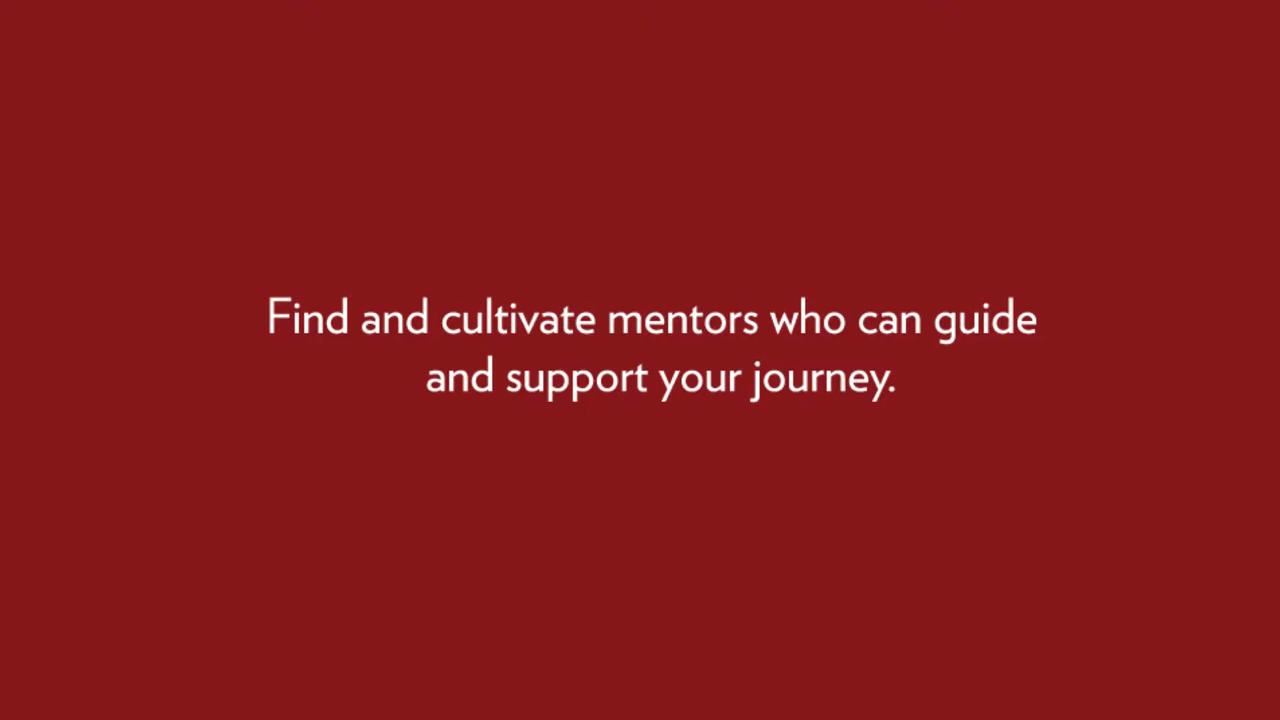 Find and cultivate mentors who can guide
and support your journey.